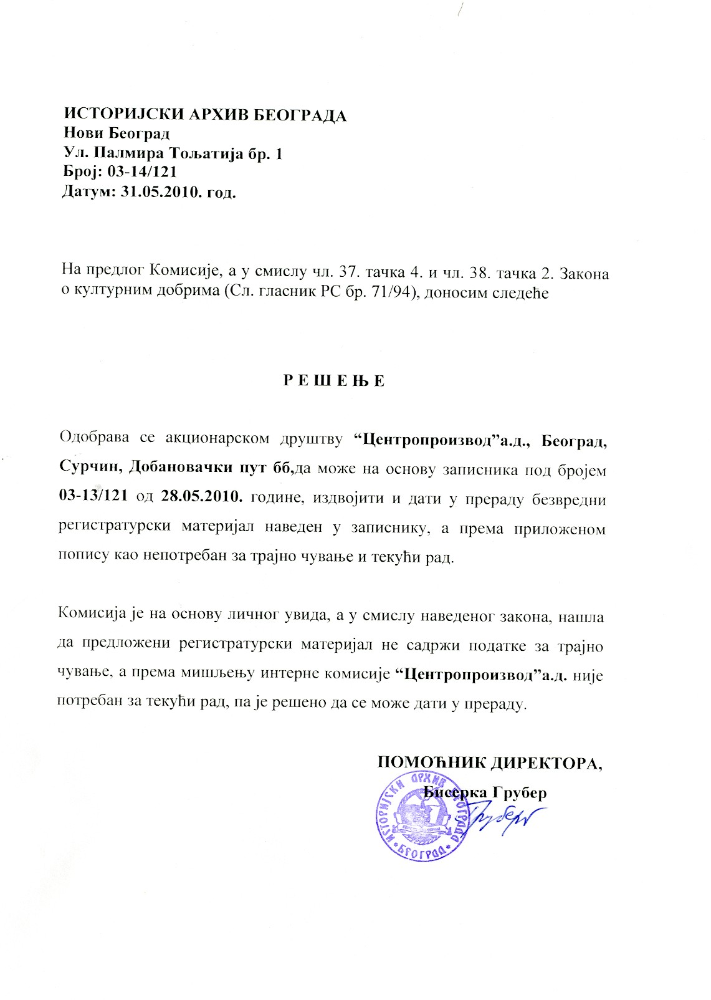 ИСТОРИЈСКИ АРХИВ БЕОГРАДА
Нови Београд
Ул. Палмира Тољатија бр. 1
Број: 03-14/121
Датум: 31.05.2010. год.
На предлог Комисије, а у смислу чл. 37. тачка 4. и чл. 38. тачка 2. Закона
о културним добрима (Сл. гласник РС бр. 71/94), доносим следеће
Р Е Ш Е Њ Е
Одобрава се акционарском друштву “Центропроизвод”а.д., Београд,
Сурчин, Добановачки пут бб,да може на основу записника под бројем
03-13/121 од 28.05.2010. године, издвојити и дати у прераду безвредни
регистратурски материјал наведен у записнику, а према приложеном
попису као непотребан за трајно чување и текући рад.
Комисија је на основу личног увида, а у смислу наведеног закона, нашла
да предложени регистратурски материјал не садржи податке за трајно
чување, а према мишљењу интерне комисије “Центропроизвод”а.д. није
потребан за текући рад, па је решено да се може дати у прераду.
ПОМОЋНИК ДИРЕКТОРА,
Бисерка Грубер
Грубер
ИСТОРИЈСКИ АРХИВ БЕОГРАДА
БЕОГРАД